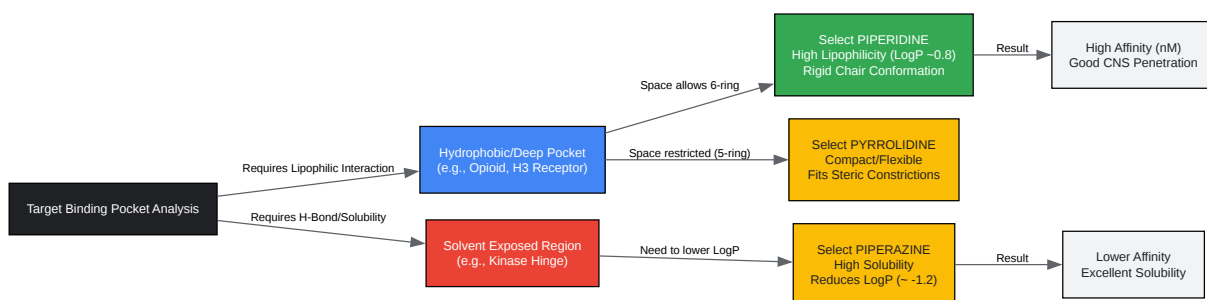 Target Binding Pocket Analysis
Requires Lipophilic Interaction
Requires H-Bond/Solubility
Hydrophobic/Deep Pocket
(e.g., Opioid, H3 Receptor)
Space allows 6-ring
Space restricted (5-ring)
Select PIPERIDINE
High Lipophilicity (LogP ~0.8)
Rigid Chair Conformation
Result
High Affinity (nM)
Good CNS Penetration
Select PYRROLIDINE
Compact/Flexible
Fits Steric Constrictions
Solvent Exposed Region
(e.g., Kinase Hinge)
Need to lower LogP
Select PIPERAZINE
High Solubility
Reduces LogP (~ -1.2)
Result
Lower Affinity
Excellent Solubility